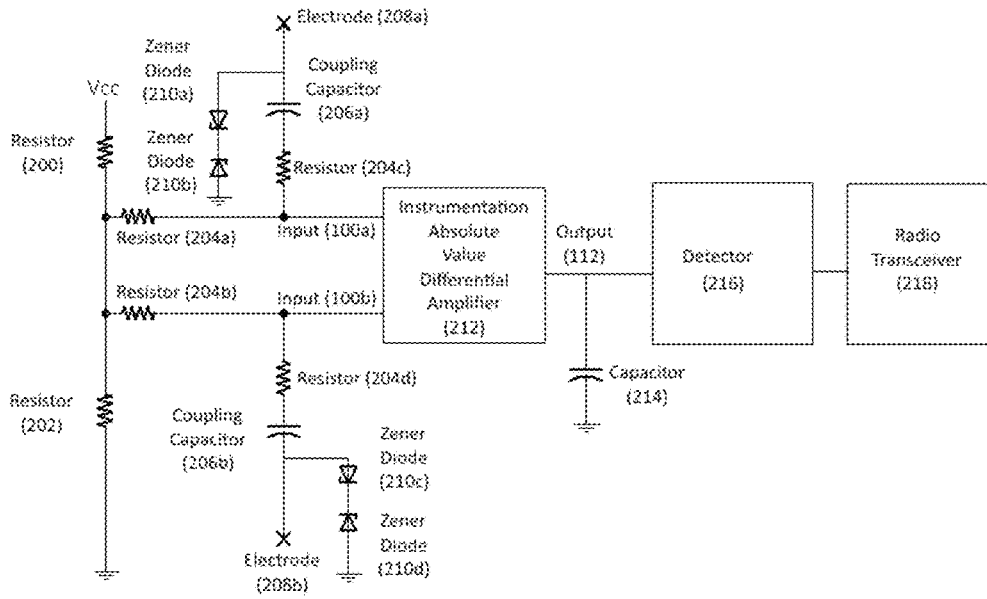 Electrode (208a)
Zener
Diode
(210a)
Coupling
Capacitor
(206a)
Vcc
Resistor
(200)
Zener
Diode
(210b)
Resistor (204c)
Resistor (204a)
Input (100a)
Instrumentation
Absolute
Value
Differential
Amplifier
(212)
Output
(112)
Detector
(216)
Radio
Transceiver
(218)
Resistor (204b)
Input (100b)
Resistor (204d)
Capacitor
(214)
Resistor
(202)
Coupling
Capacitor
(206b)
Zener
Diode
(210c)
Zener
Diode
(210d)
Electrode
(208b)